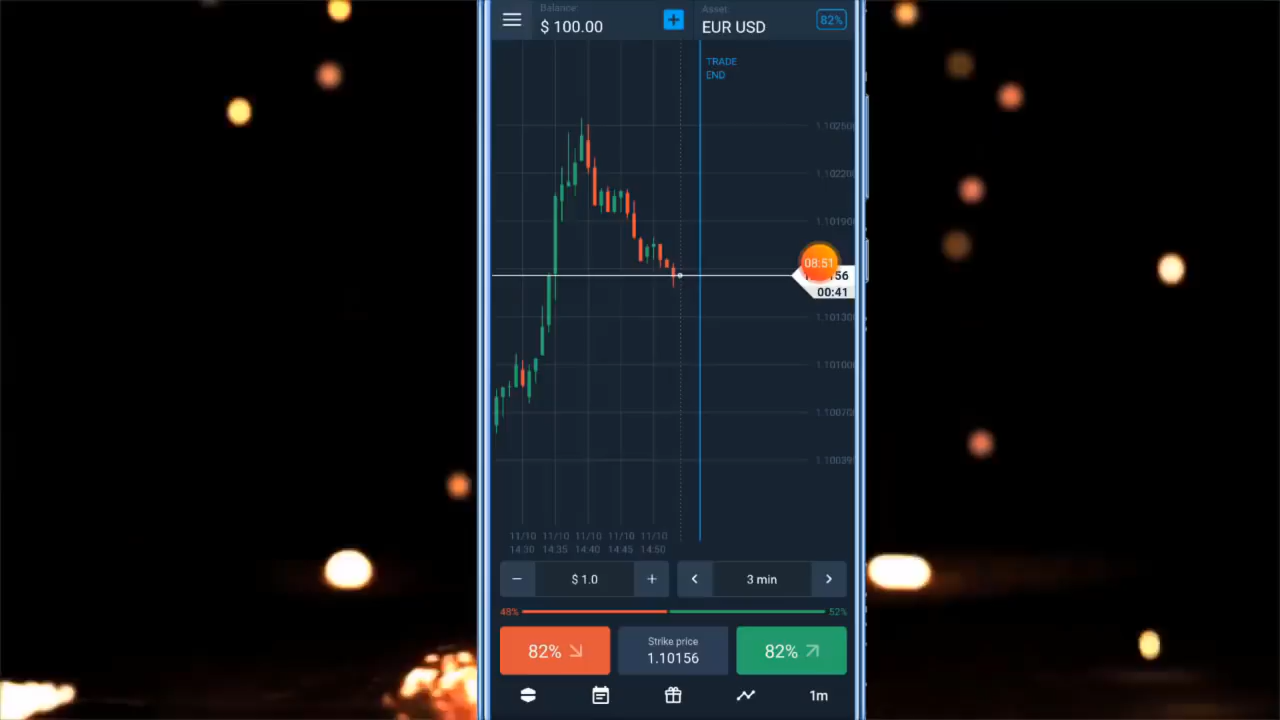 Balance:
$ 100.00
Asset:
EUR USD
82%
TRADE
END
1.10250
1.10220
1.10190
08:51
56
00:41
1.10130
1.10100
1.10070
1.10039
11/10 11/10 11/10 11/10 11/10
14:30 14:35 14:40 14:45 14:50
− $ 1.0 +
3 min
48%
52%
82%
Strike price
1.10156
82%
1m